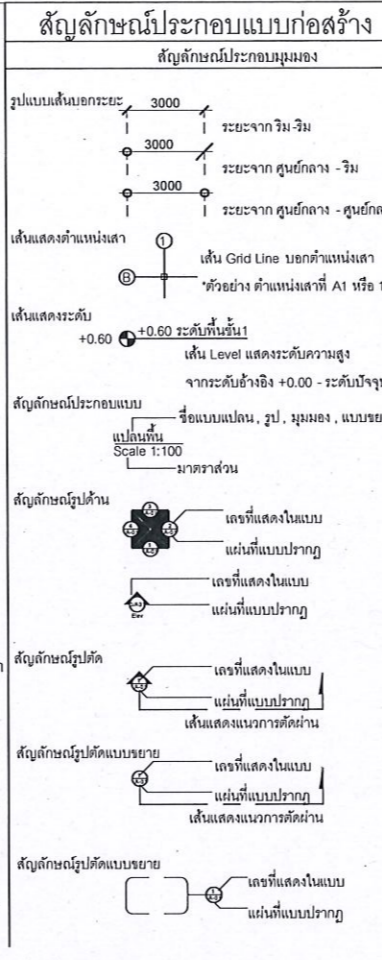 สัญลักษณ์ประกอบแบบก่อสร้าง
สัญลักษณ์ประกอบมุมมอง
รูปแบบเส้นบอกระยะ
3000
ระยะจาก ริม-ริม
3000
ระยะจาก ศูนย์กลาง - ริม
3000
ระยะจาก ศูนย์กลาง -
เส้นแสดงตำแหน่งเสา
1
B
เส้น Grid Line บอกตำแหน่งเสา
*ตัวอย่าง ตำแหน่งเสาที่ A1 หรือ
เส้นแสดงระดับ
+0.60
+0.60 ระดับพื้นชั้น1
เส้น Level แสดงระดับความสูง
จากระดับอ้างอิง +0.00 -
สัญลักษณ์ประกอบแบบ
ชื่อแบบแปลน , รูป , มุมมอง ,
แปลนพื้น
Scale 1:100
มาตราส่วน
สัญลักษณ์รูปด้าน
เลขที่แสดงในแบบ
แผ่นที่แบบปรากฏ
เลขที่แสดงในแบบ
แผ่นที่แบบปรากฏ
Elev
สัญลักษณ์รูปตัด
เลขที่แสดงในแบบ
แผ่นที่แบบปรากฏ
เส้นแสดงแนวการตัดผ่าน
สัญลักษณ์รูปตัดแบบขยาย
เลขที่แสดงในแบบ
แผ่นที่แบบปรากฏ
เส้นแสดงแนวการตัดผ่าน
สัญลักษณ์รูปตัดแบบขยาย
เลขที่แสดงในแบบ
แผ่นที่แบบปรากฏ